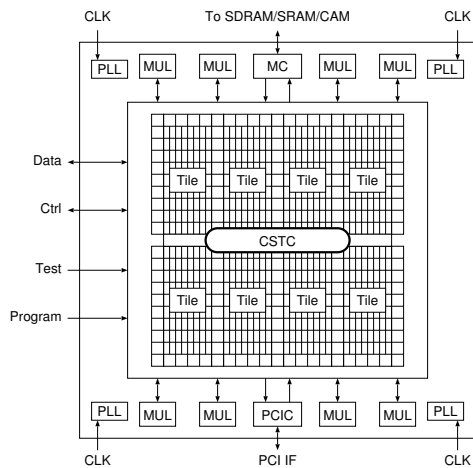 CLK To SDRAM/SRAM/CAM CLK
PLL MUL MUL MC MUL MUL PLL
Data
Tile Tile Tile Tile
Ctrl
CSTC
Test
Tile Tile Tile Tile
Program
PLL MUL MUL PCIC MUL MUL PLL
CLK PCI IF CLK